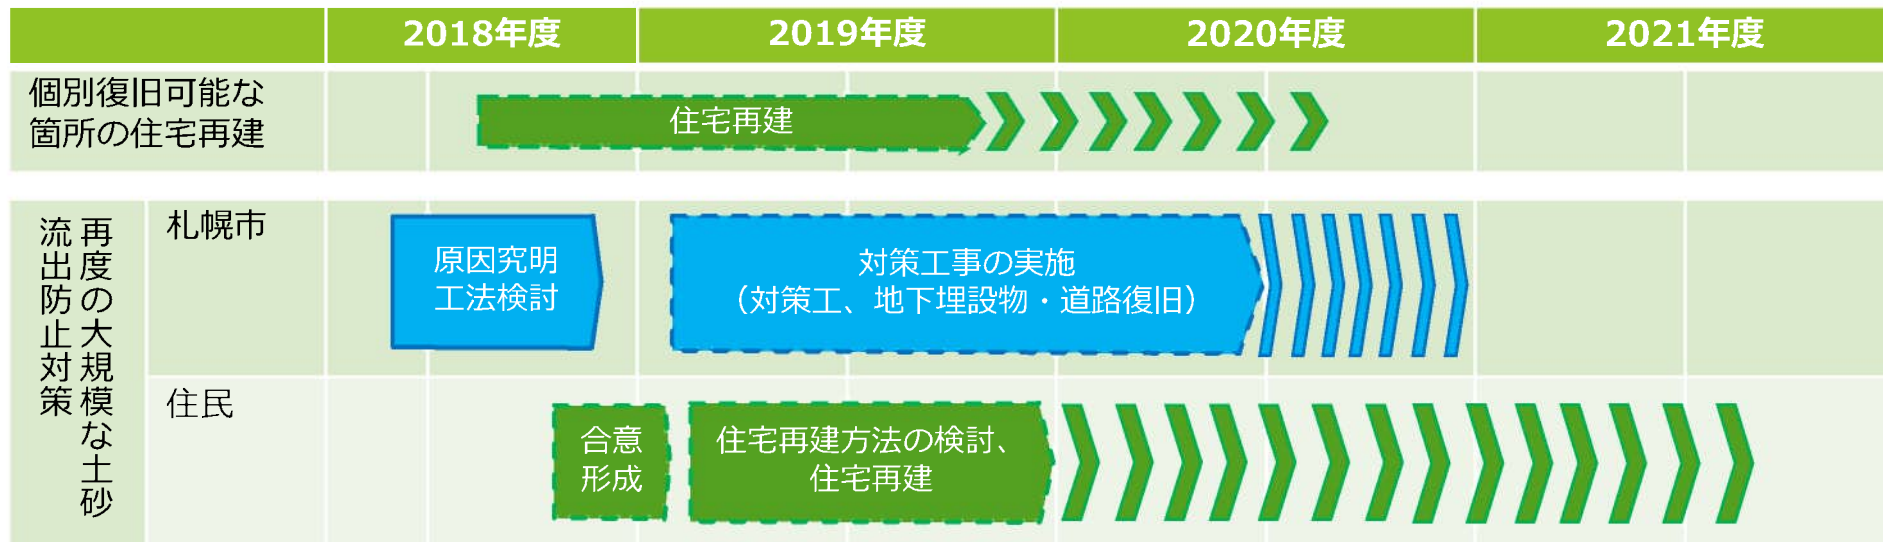 2018年度
2019年度
2020年度
2021年度
個別復旧可能な
箇所の住宅再建
住宅再建
再度の大規模な土砂
流出防止対策
札幌市
原因究明
工法検討
対策工事の実施
（対策工、地下埋設物・道路復旧）
住民
合意
形成
住宅再建方法の検討、
住宅再建